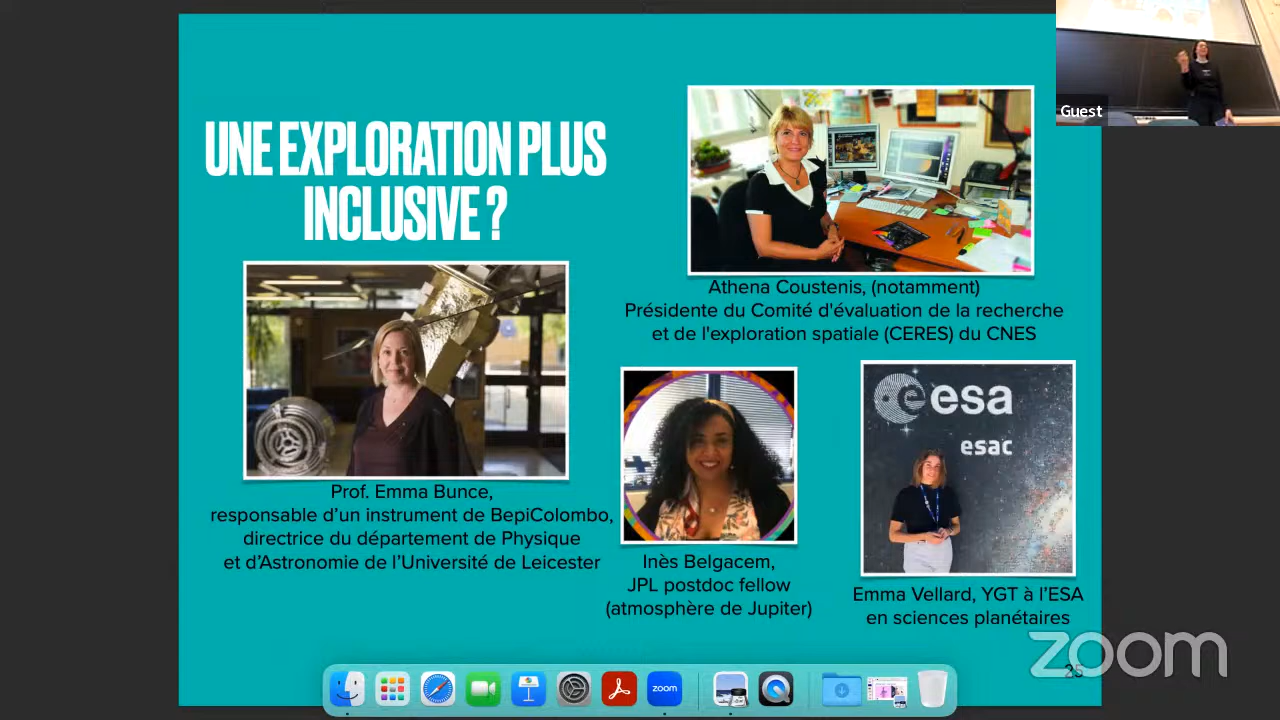 Guest
UNE EXPLORATION PLUS
INCLUSIVE ?
Athena Coustenis, (notamment)
Présidente du Comité d'évaluation de la recherche
et de l'exploration spatiale (CERES) du CNES
Prof. Emma Bunce,
responsable d’un instrument de BepiColombo,
directrice du département de Physique
et d’Astronomie de l’Université de Leicester
Inès Belgacem,
JPL postdoc fellow
(atmosphère de Jupiter)
esa
esac
Emma Vellard, YGT à l’ESA
en sciences planétaires
zoom
25
zoom